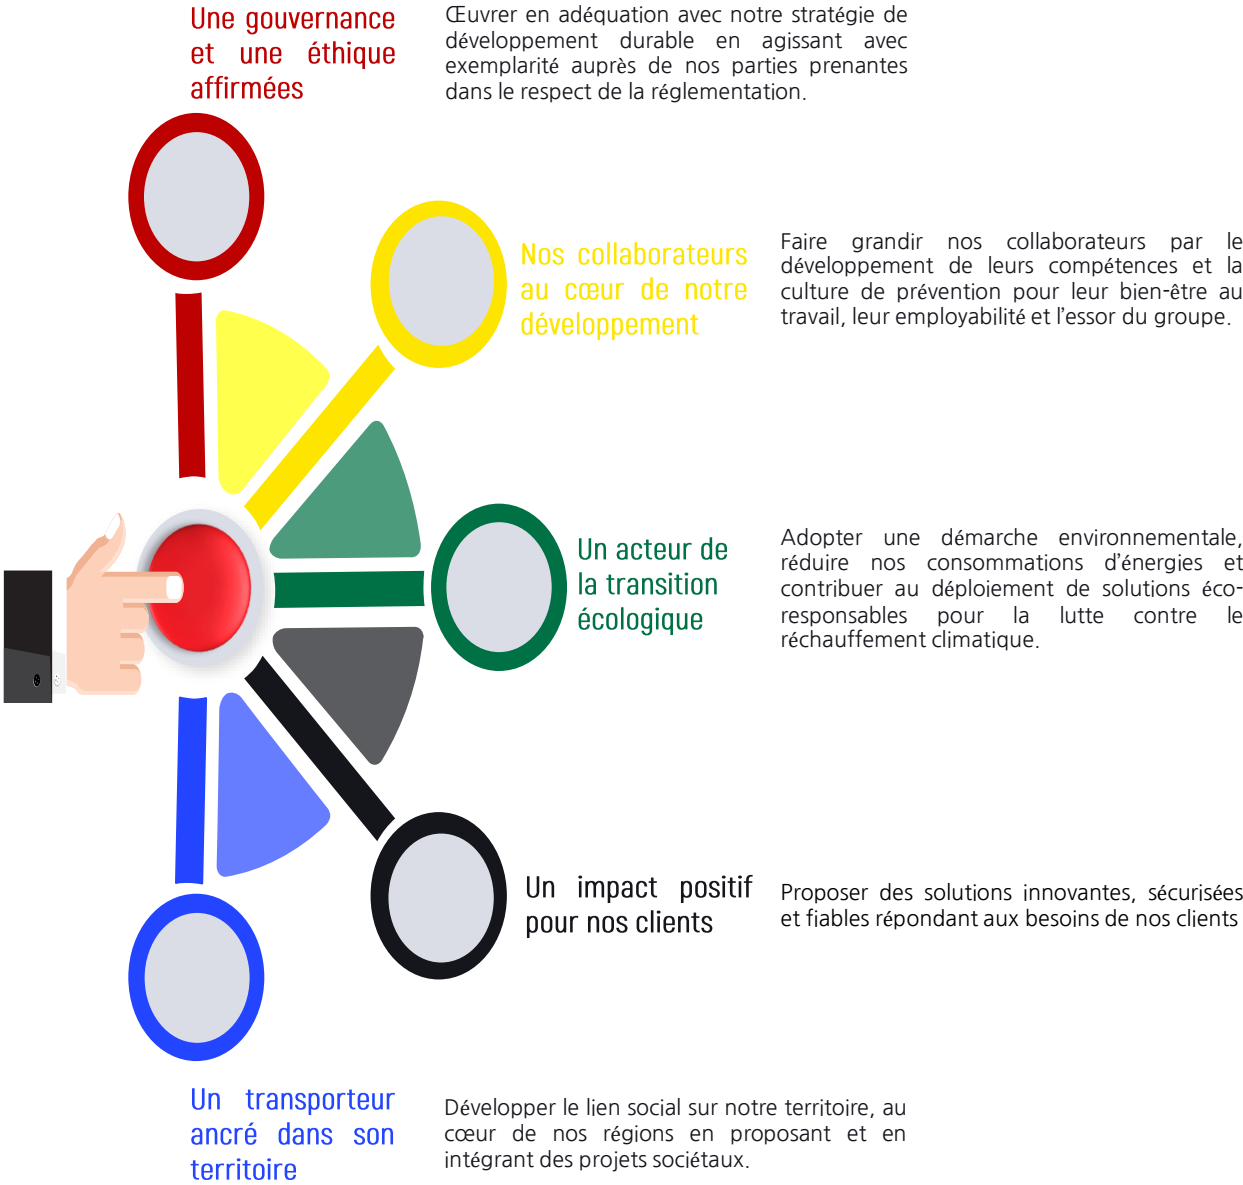 Une gouvernance
et une éthique
affirmées
Œuvrer en adéquation avec notre stratégie de
développement durable en agissant avec
exemplarité auprès de nos parties prenantes
dans le respect de la réglementation.
Nos collaborateurs
au cœur de notre
développement
Faire grandir nos collaborateurs par le
développement de leurs compétences et la
culture de prévention pour leur bien-être au
travail, leur employabilité et l'essor du groupe.
Un acteur de
la transition
écologique
Adopter une démarche environnementale,
réduire nos consommations d'énergies et
contribuer au déploiement de solutions éco-
responsables pour la lutte contre le
réchauffement climatique.
Un impact positif
pour nos clients
Proposer des solutions innovantes, sécurisées
et fiables répondant aux besoins de nos clients
Un transporteur
ancré dans son
territoire
Développer le lien social sur notre territoire, au
cœur de nos régions en proposant et en
intégrant des projets sociétaux.